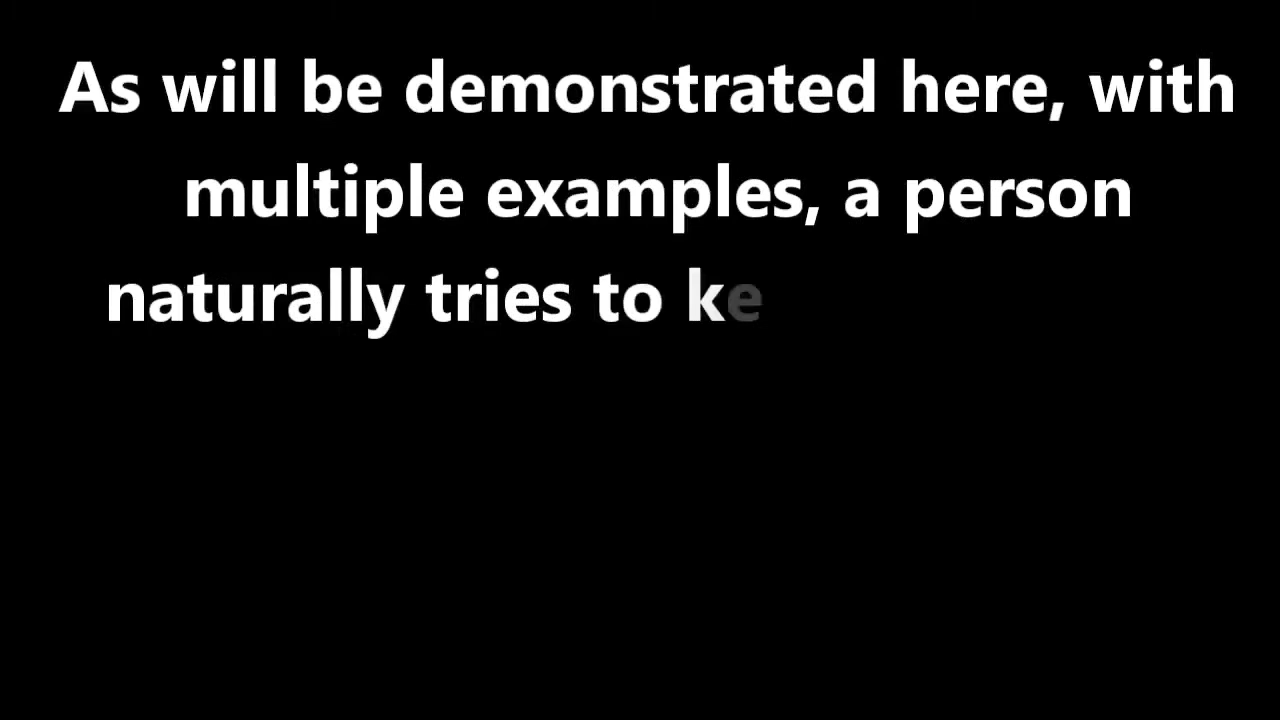 As will be demonstrated here, with
multiple examples, a person
naturally tries to ke